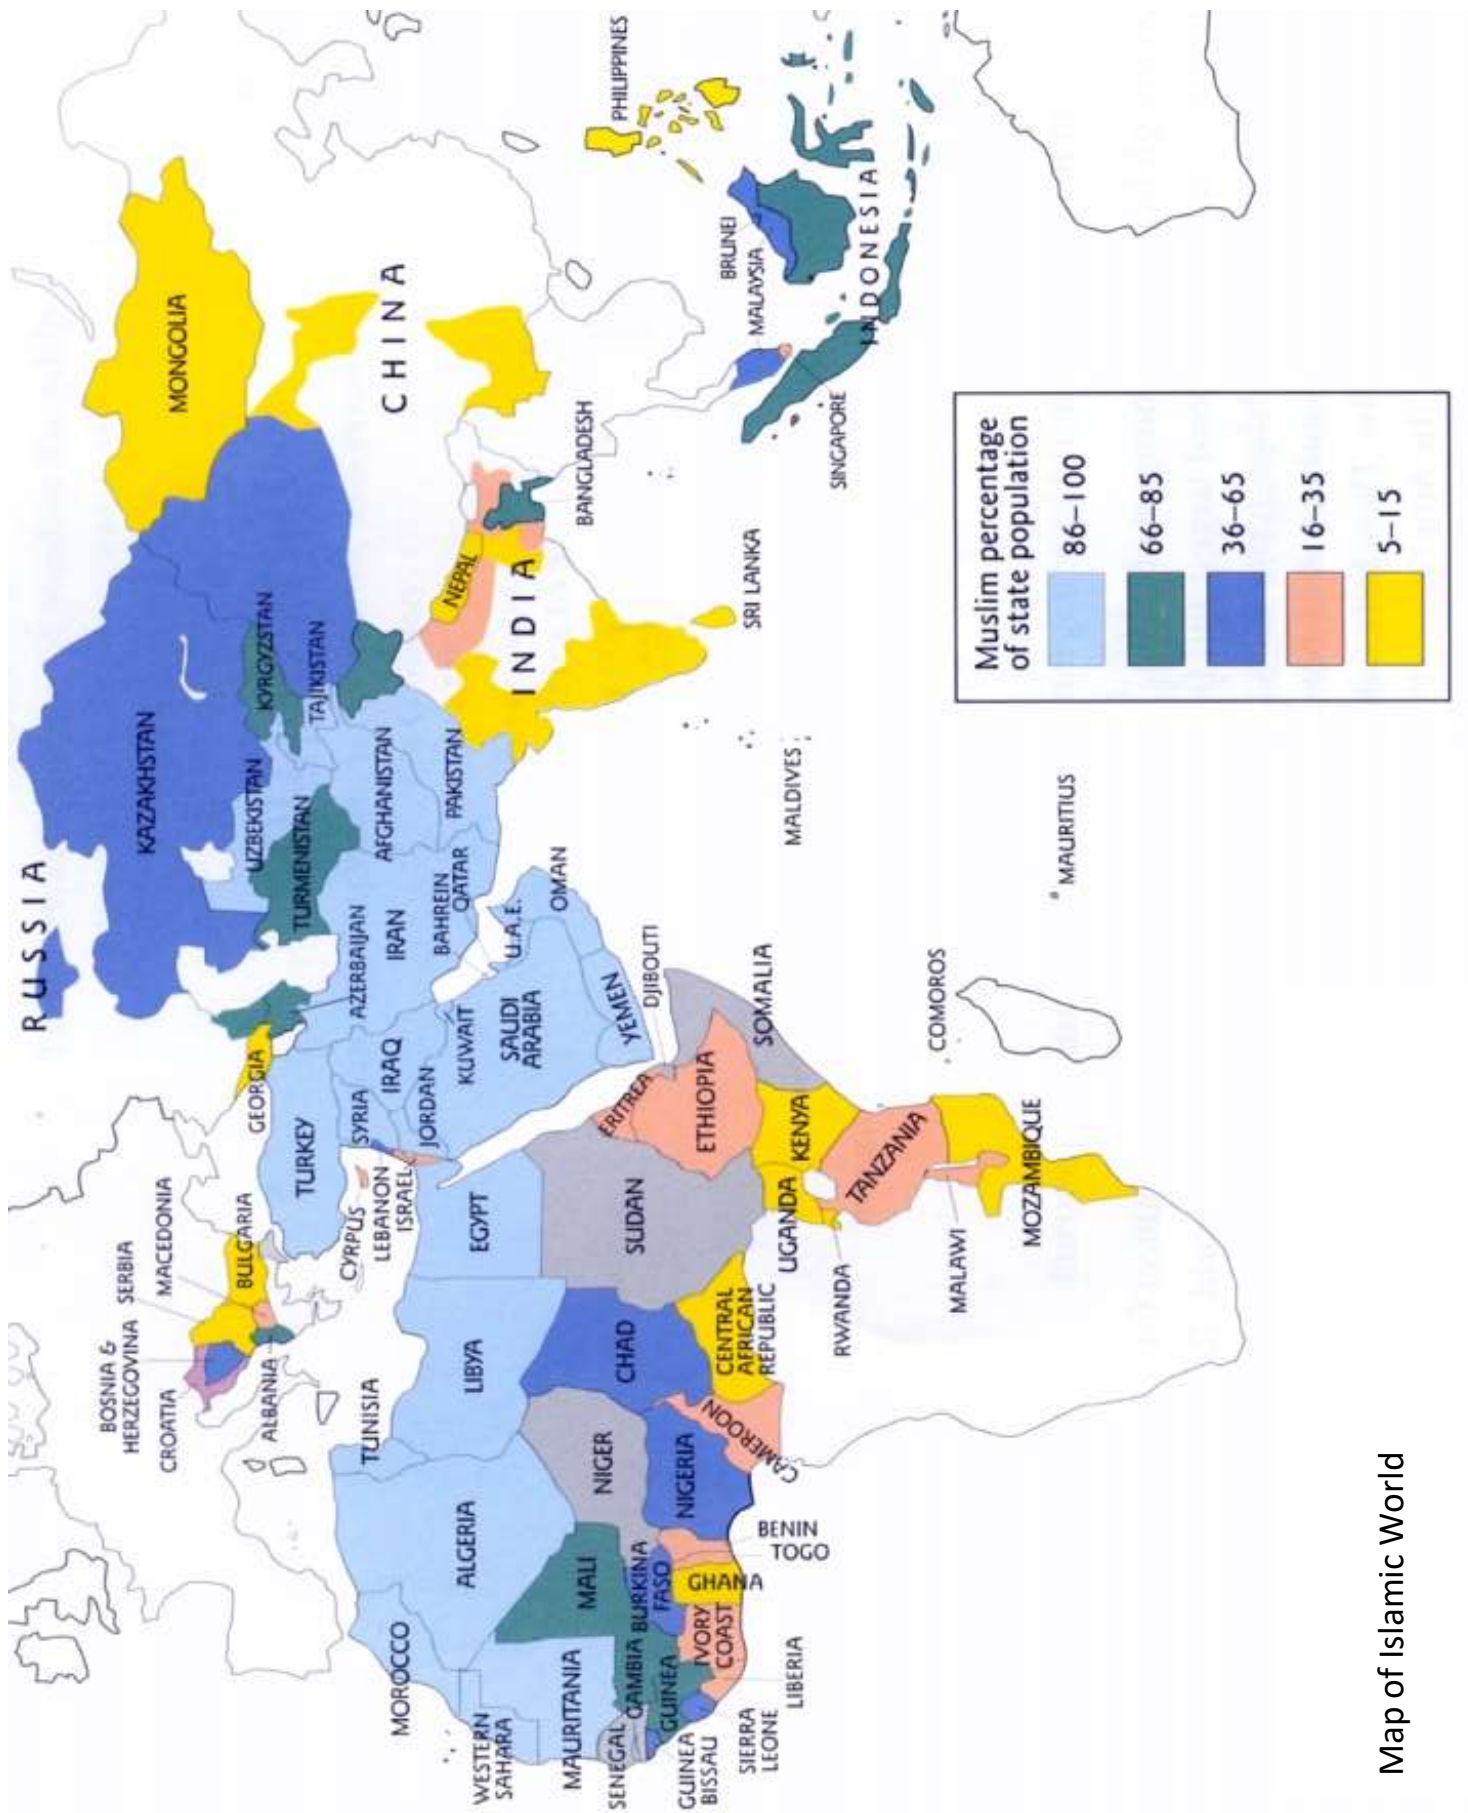 RUSSIA
KAZAKHSTAN
MONGOLIA
CHINA
UZBEKISTAN
KYRGYZSTAN
TAJIKISTAN
TURMENISTAN
AZERBAIJAN
GEORGIA
TURKEY
BOSNIA &
HERZEGOVINA
CROATIA
SERBIA
MACEDONIA
BULGARIA
ALBANIA
CYRPUS
LEBANON
ISRAEL
SYRIA
IRAQ
JORDAN
KUWAIT
IRAN
BAHREIN
QATAR
AFGHANISTAN
PAKISTAN
NEPAL
INDIA
BANGLADESH
SRI LANKA
MALDIVES
PHILIPPINES
BRUNEI
MALAYSIA
SINGAPORE
INDONESIA
SAUDI
ARABIA
U.A.E.
OMAN
YEMEN
DJIBOUTI
TUNISIA
MOROCCO
ALGERIA
LIBYA
EGYPT
WESTERN
SAHARA
MAURITANIA
MALI
NIGER
CHAD
SUDAN
ERITREA
ETHIOPIA
SOMALIA
SENEGAL
GAMBIA
GUINEA
BISSAU
GUINEA
SIERRA
LEONE
LIBERIA
IVORY
COAST
BURKINA
FASO
GHANA
BENIN
TOGO
NIGERIA
CAMEROON
CENTRAL
AFRICAN
REPUBLIC
UGANDA
KENYA
RWANDA
TANZANIA
MALAWI
MOZAMBIQUE
COMOROS
MAURITIUS
Muslim percentage
of state population
86–100
66–85
36–65
16–35
5–15
Map of Islamic World